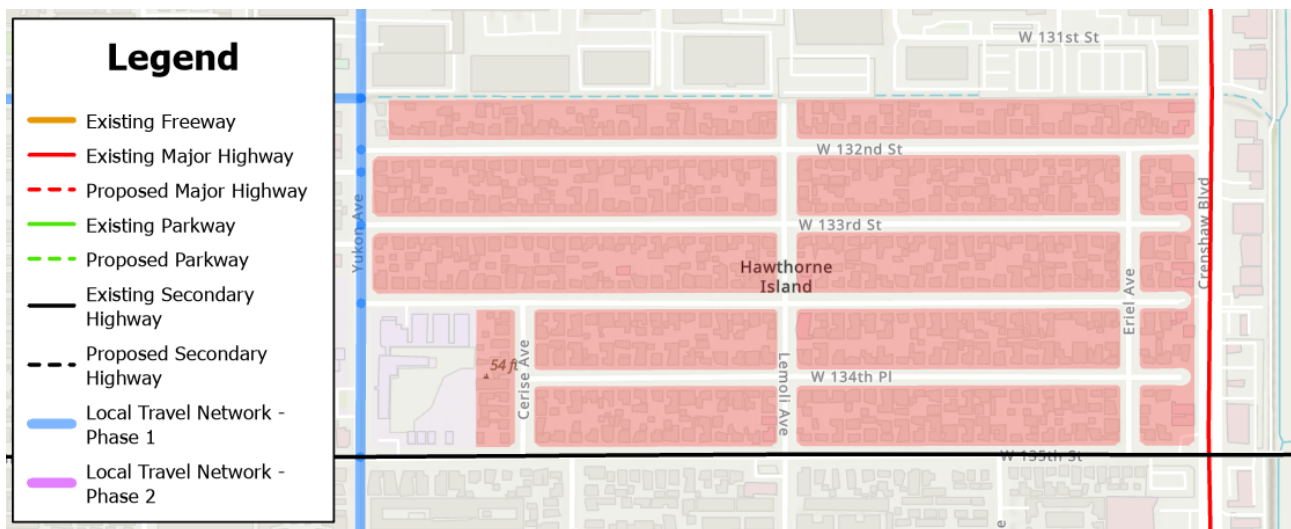 Legend
Existing Freeway
Existing Major Highway
Proposed Major Highway
Existing Parkway
Proposed Parkway
Existing Secondary
Highway
Proposed Secondary
Highway
Local Travel Network -
Phase 1
Local Travel Network -
Phase 2
W 131st St
W 132nd St
W 133rd St
Yukon Ave
Crenshaw Blvd
Hawthorne
Island
Eriel Ave
54 ft
Cerise Ave
Lemoli Ave
W 134th Pl
W 135th St
e